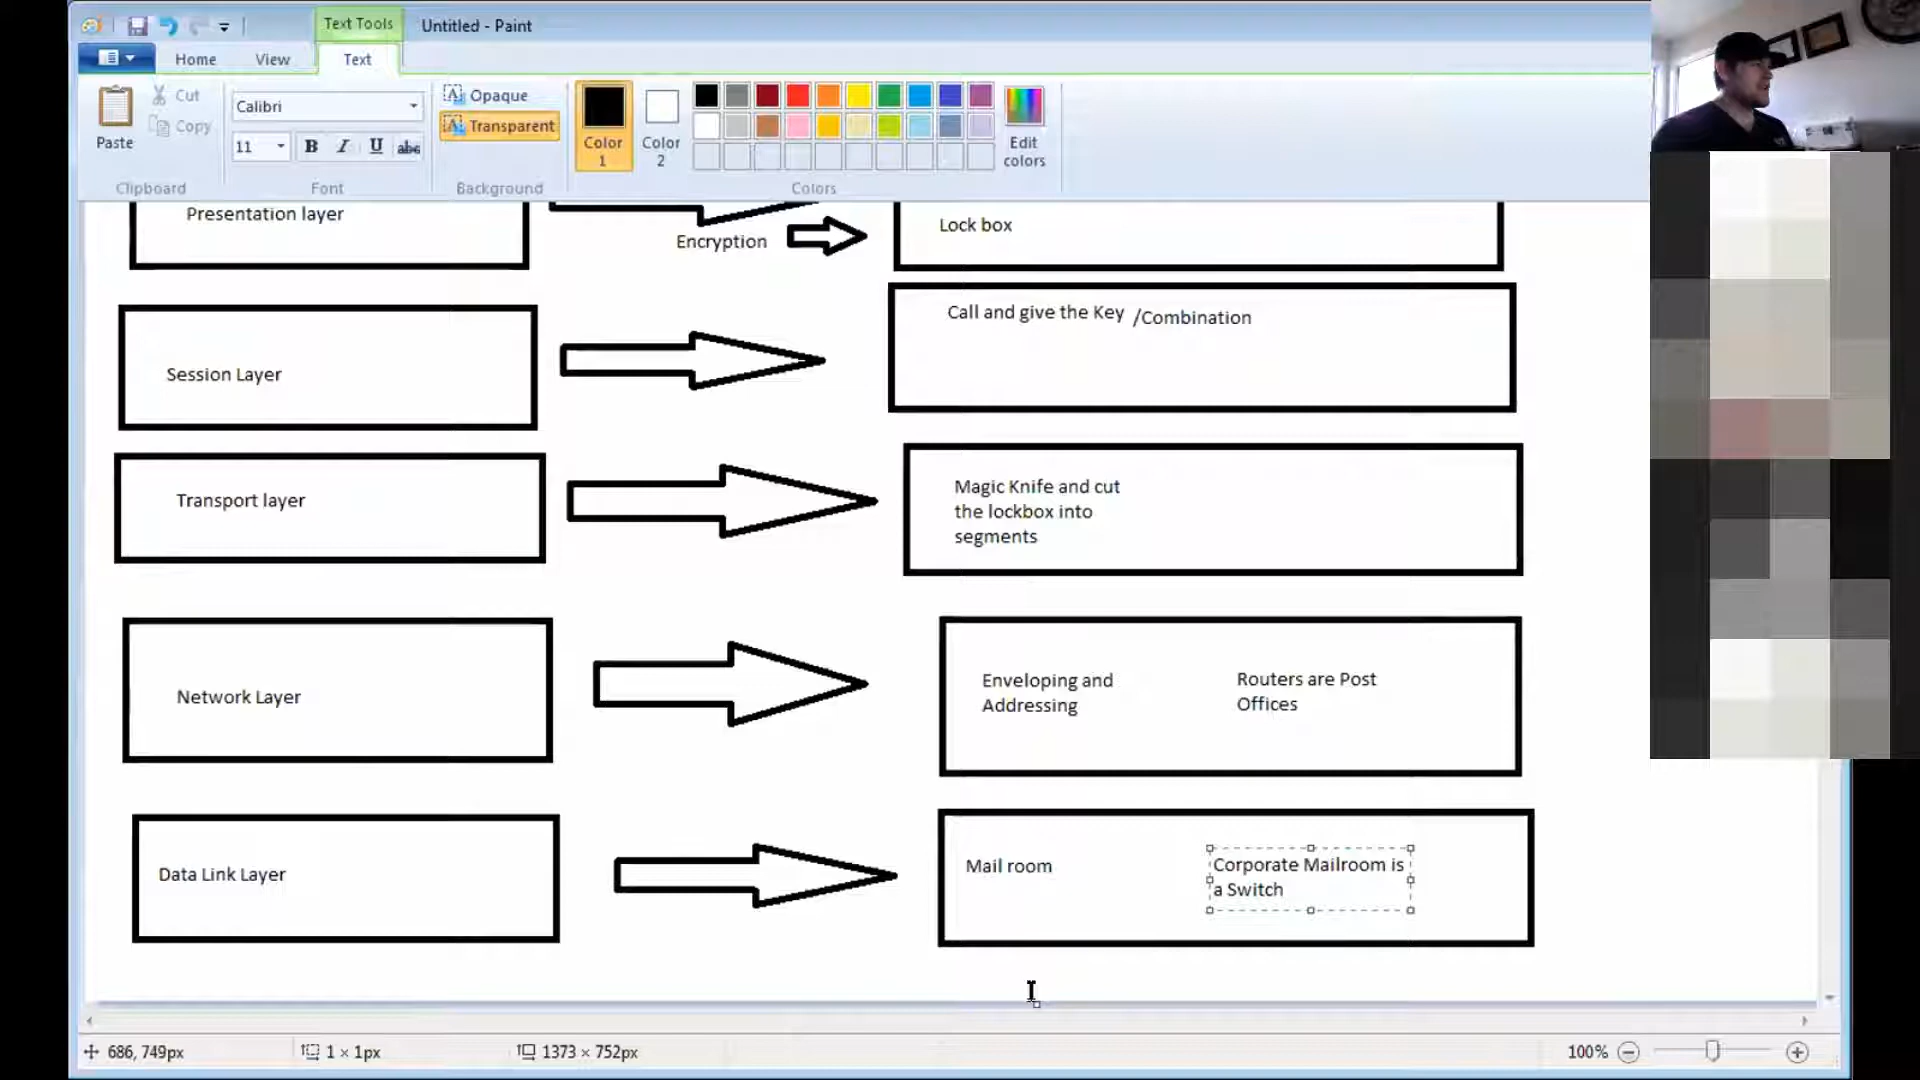 Text Tools
Untitled - Paint
Home
View
Text
Paste
Cut
Copy
Clipboard
Calibri
11
B I U abc
Font
Opaque
Transparent
Background
Color 1
Color 2
Edit colors
Colors
Presentation layer
Encryption
Lock box
Session Layer
Call and give the Key /Combination
Transport layer
Magic Knife and cut
the lockbox into
segments
Network Layer
Enveloping and
Addressing
Routers are Post
Offices
Data Link Layer
Mail room
Corporate Mailroom is
a Switch
686, 749px
1 × 1px
1373 × 752px
100%